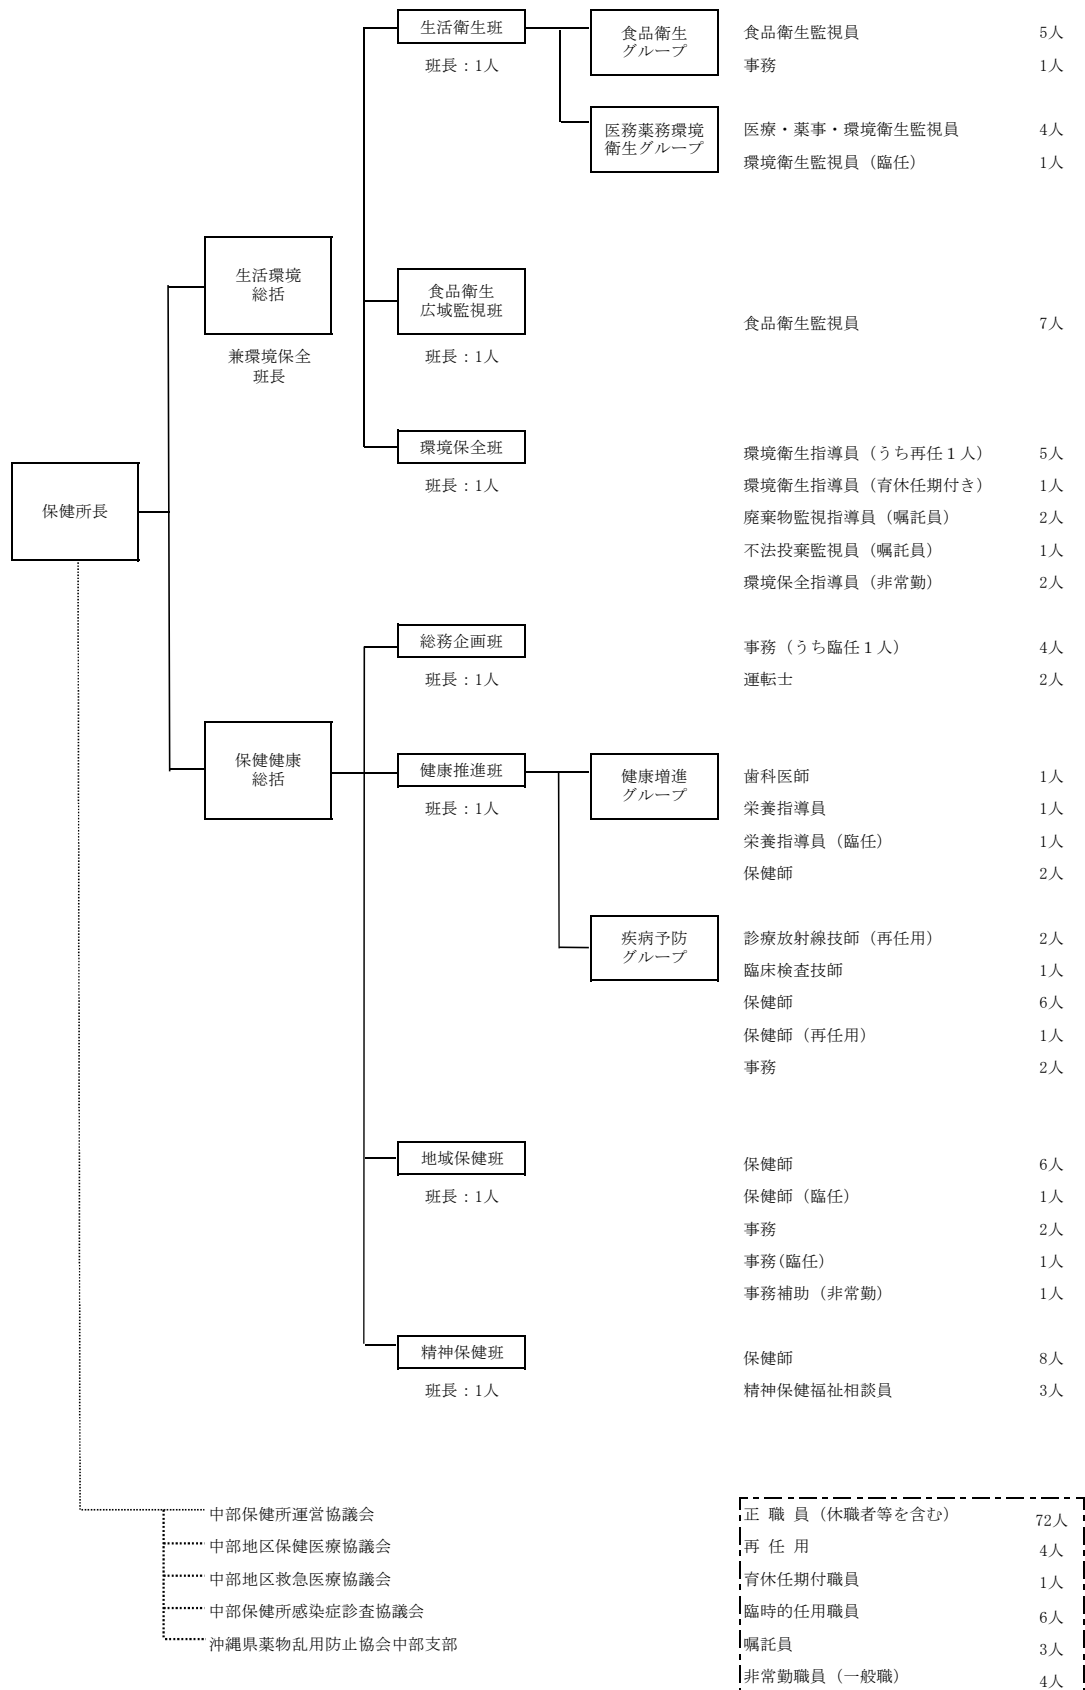 生活衛生班
班長：1人
食品衛生
グループ
食品衛生監視員 5人
事務 1人
医務薬務環境
衛生グループ
医療・薬事・環境衛生監視員 4人
環境衛生監視員（臨任） 1人
生活環境
総括
兼環境保全
班長
食品衛生
広域監視班
班長：1人
食品衛生監視員 7人
環境保全班
班長：1人
環境衛生指導員（うち再任１人） 5人
環境衛生指導員（育休任期付き） 1人
廃棄物監視指導員（嘱託員） 2人
不法投棄監視員（嘱託員） 1人
環境保全指導員（非常勤） 2人
保健所長
総務企画班
班長：1人
事務（うち臨任１人） 4人
運転士 2人
保健健康
総括
健康推進班
班長：1人
健康増進
グループ
歯科医師 1人
栄養指導員 1人
栄養指導員（臨任） 1人
保健師 2人
疾病予防
グループ
診療放射線技師（再任用） 2人
臨床検査技師 1人
保健師 6人
保健師（再任用） 1人
事務 2人
地域保健班
班長：1人
保健師 6人
保健師（臨任） 1人
事務 2人
事務(臨任） 1人
事務補助（非常勤） 1人
精神保健班
班長：1人
保健師 8人
精神保健福祉相談員 3人
中部保健所運営協議会
中部地区保健医療協議会
中部地区救急医療協議会
中部保健所感染症診査協議会
沖縄県薬物乱用防止協会中部支部
正 職 員（休職者等を含む） 72人
再 任 用 4人
育休任期付職員 1人
臨時的任用職員 6人
嘱託員 3人
非常勤職員（一般職） 4人